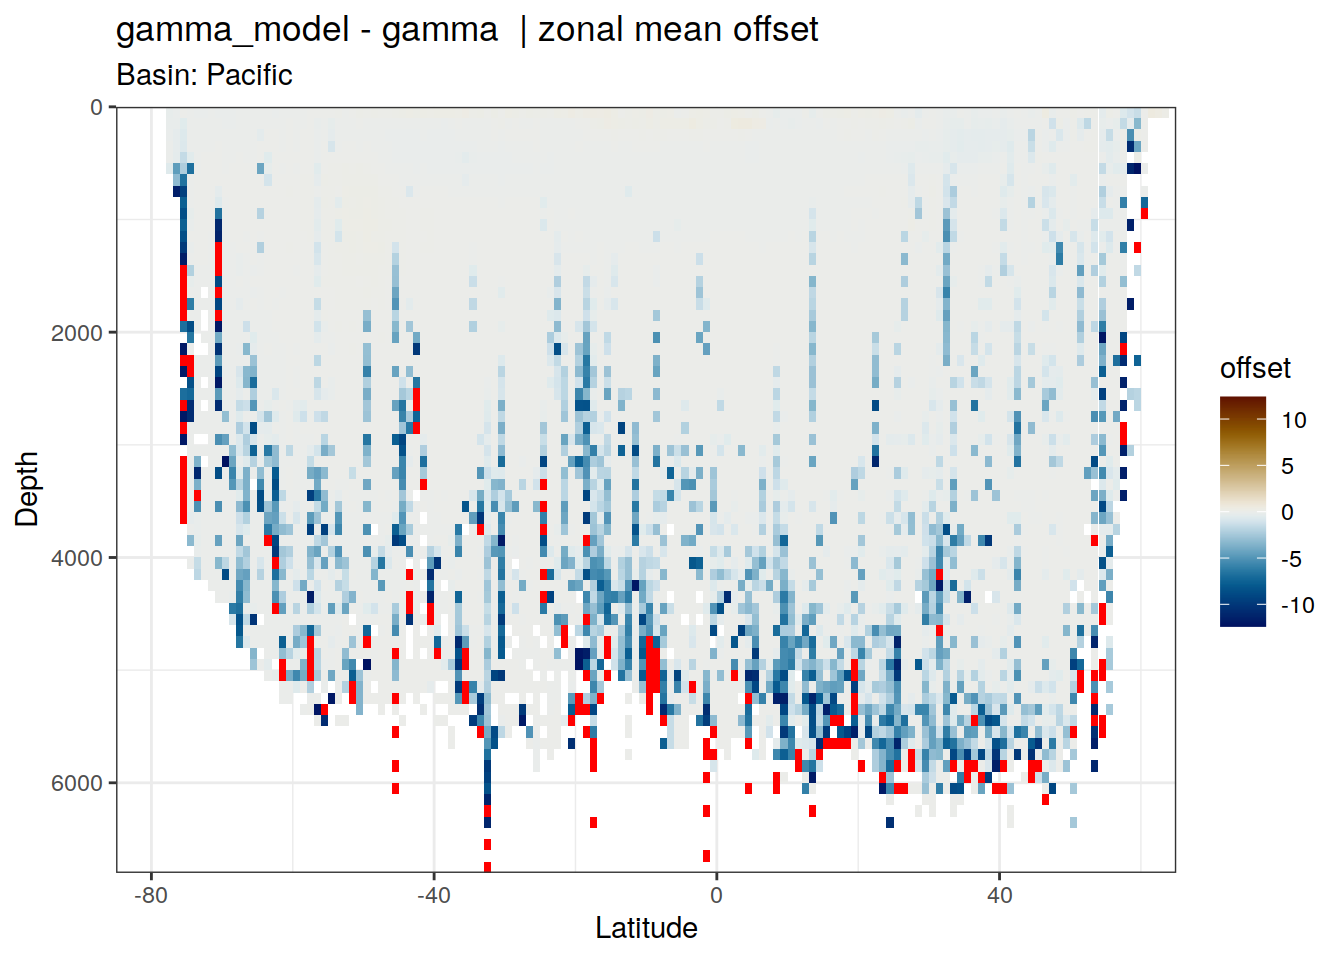 gamma_model - gamma  | zonal mean offset
Basin: Pacific
0
2000
4000
6000
Depth
-80
-40
0
40
Latitude
offset
10
5
0
-5
-10